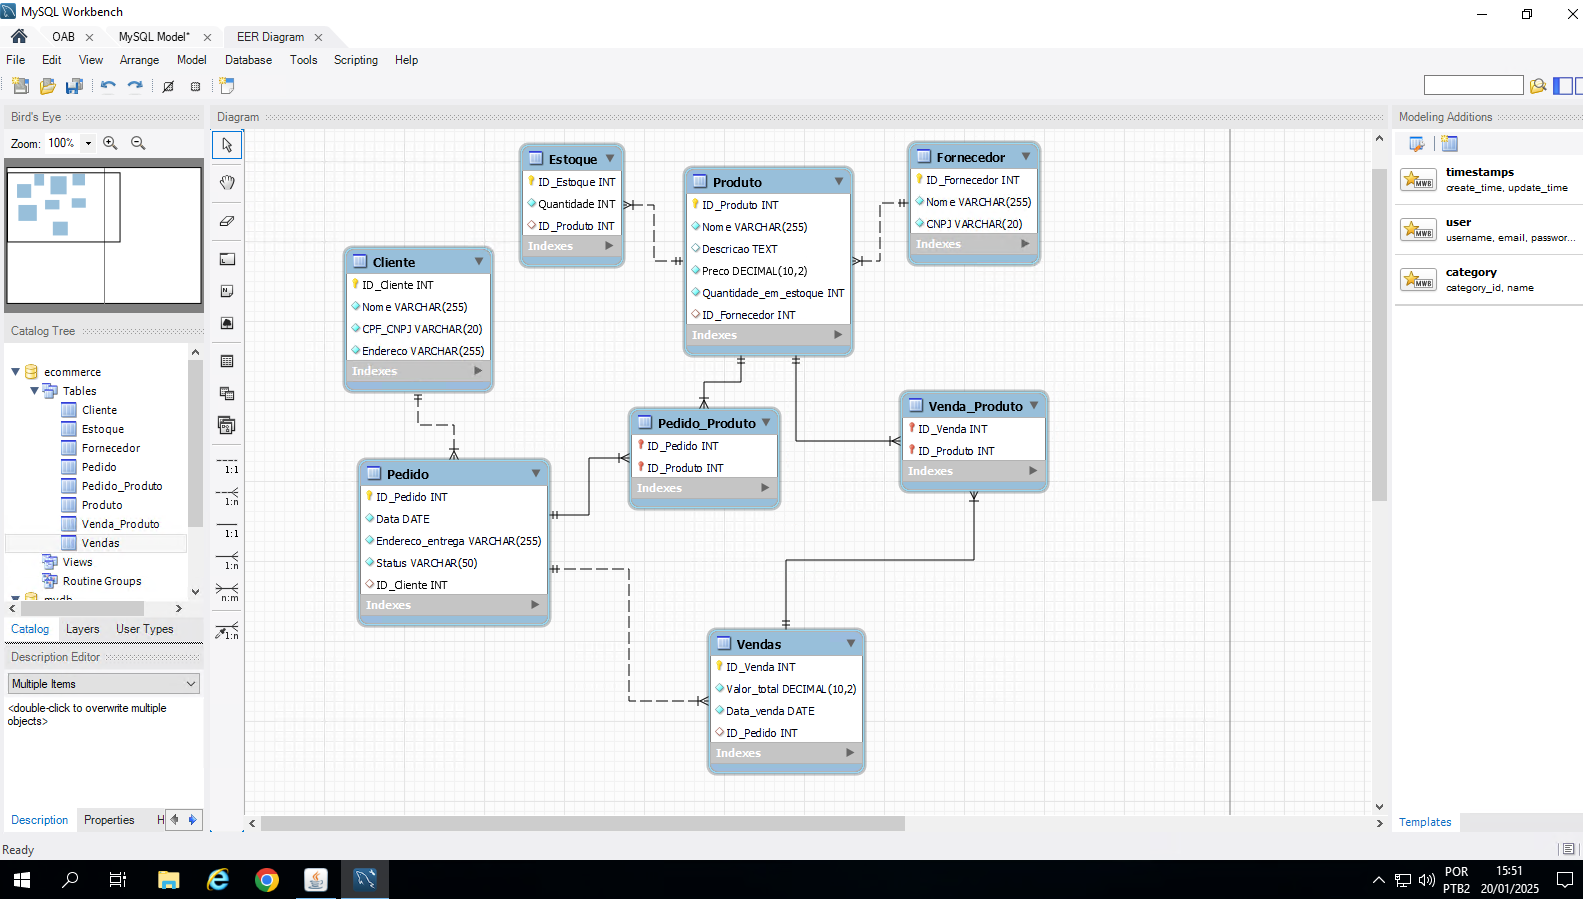 MySQL Workbench
OAB
MySQL Model*
EER Diagram
File Edit View Arrange Model Database Tools Scripting Help
Bird's Eye
Zoom: 100%
Catalog Tree
ecommerce
Tables
Cliente
Estoque
Fornecedor
Pedido
Pedido_Produto
Produto
Venda_Produto
Vendas
Views
Routine Groups
mydb
Catalog Layers User Types
Description Editor
Multiple Items
<double-click to overwrite multiple
objects>
Description Properties H
Ready
Diagram
1:1
1:n
1:1
1:n
n:m
1:n
Estoque
ID_Estoque INT
Quantidade INT
ID_Produto INT
Indexes
Produto
ID_Produto INT
Nome VARCHAR(255)
Descricao TEXT
Preco DECIMAL(10,2)
Quantidade_em_estoque INT
ID_Fornecedor INT
Indexes
Fornecedor
ID_Fornecedor INT
Nome VARCHAR(255)
CNPJ VARCHAR(20)
Indexes
Cliente
ID_Cliente INT
Nome VARCHAR(255)
CPF_CNPJ VARCHAR(20)
Endereco VARCHAR(255)
Indexes
Pedido_Produto
ID_Pedido INT
ID_Produto INT
Indexes
Venda_Produto
ID_Venda INT
ID_Produto INT
Indexes
Pedido
ID_Pedido INT
Data DATE
Endereco_entrega VARCHAR(255)
Status VARCHAR(50)
ID_Cliente INT
Indexes
Vendas
ID_Venda INT
Valor_total DECIMAL(10,2)
Data_venda DATE
ID_Pedido INT
Indexes
Modeling Additions
MWB
timestamps
create_time, update_time
MWB
user
username, email, passwor...
MWB
category
category_id, name
Templates
POR
PTB2
15:51
20/01/2025